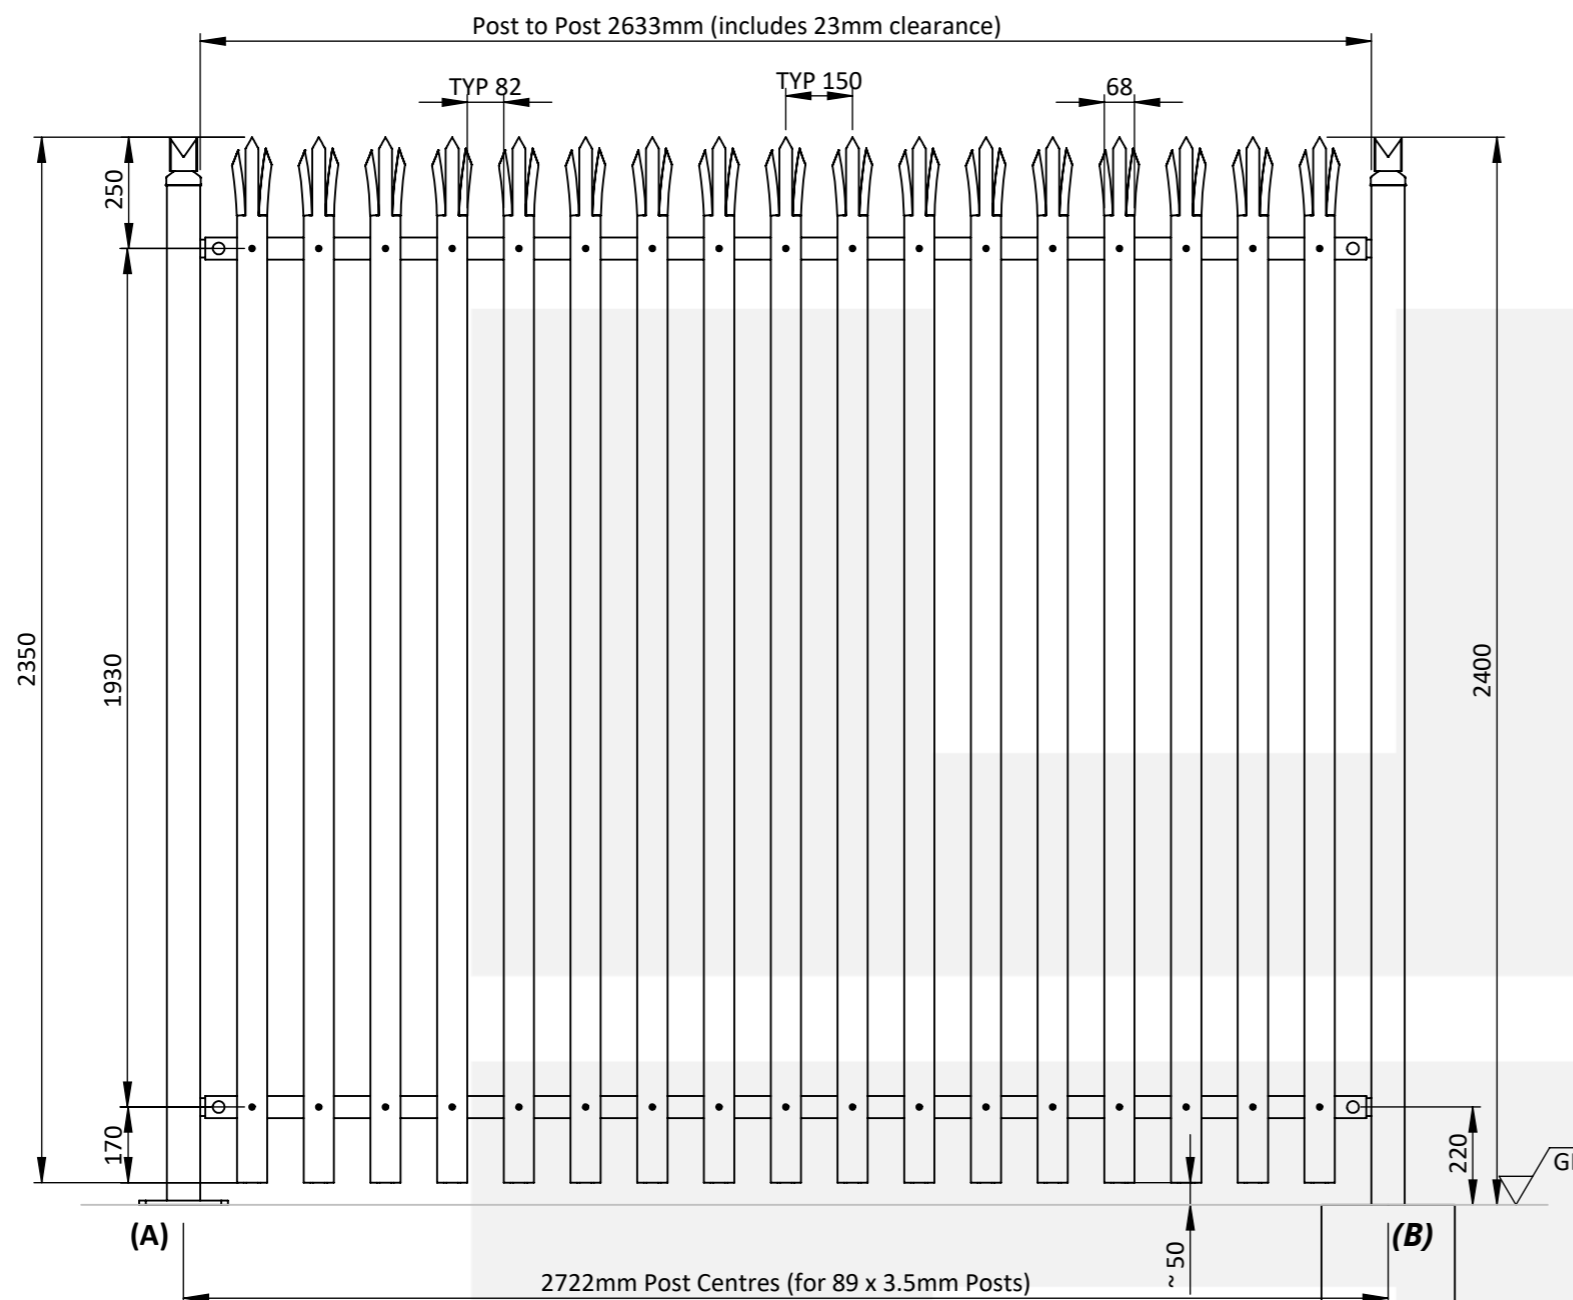 Post to Post 2633mm (includes 23mm clearance)
TYP 82
TYP 150
68
250
2350
1930
2400
170
220
(A)
(B)
~ 50
2722mm Post Centres (for 89 x 3.5mm Posts)